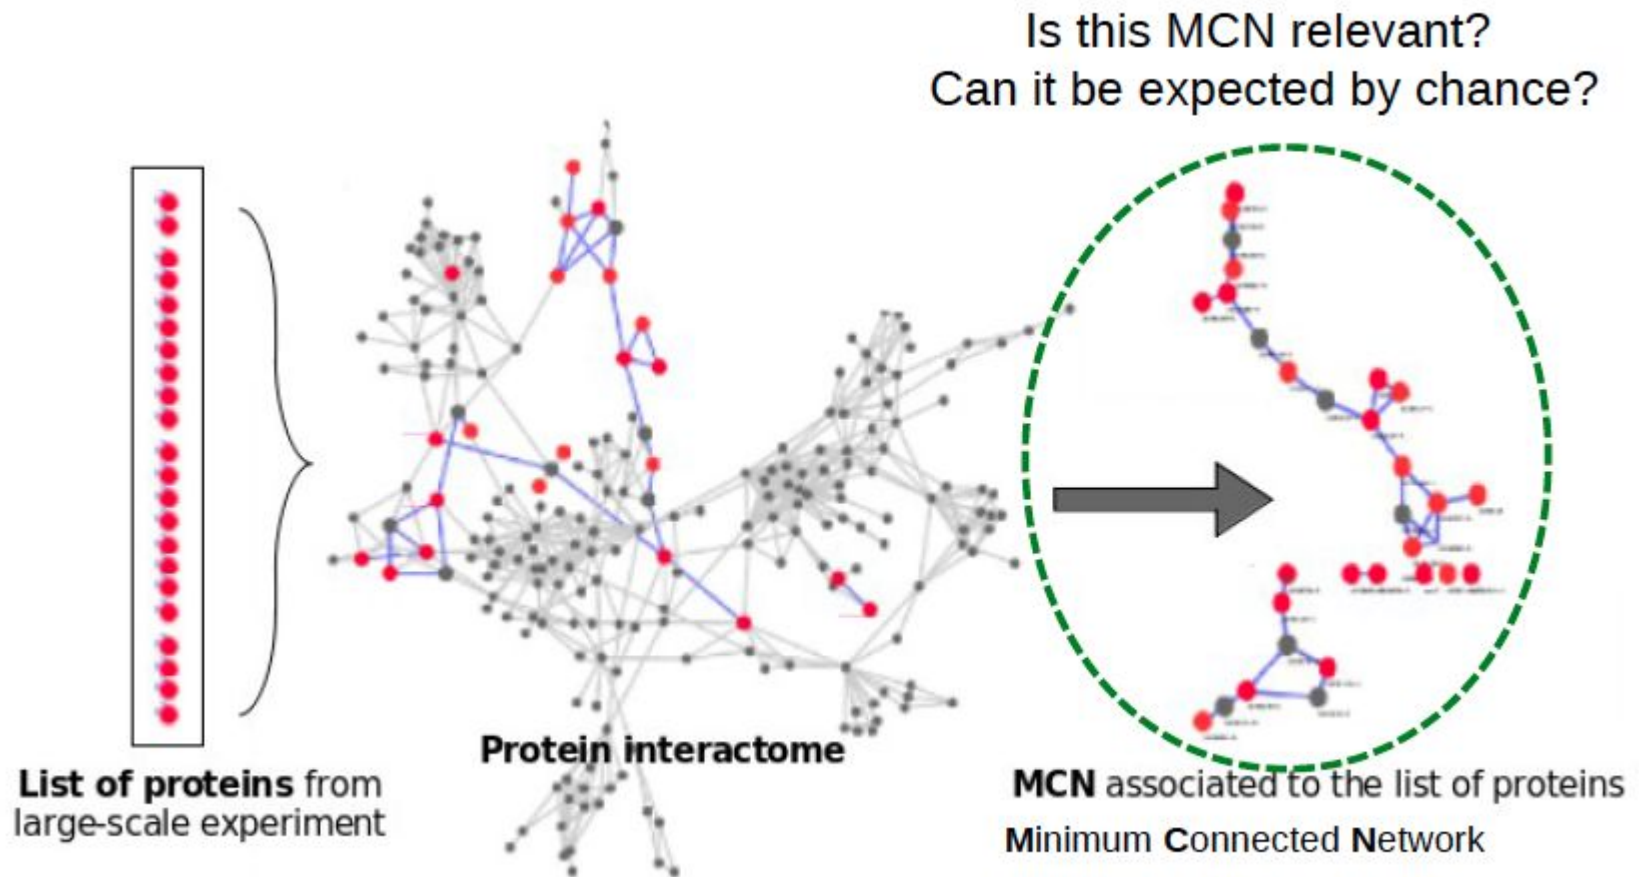 Is this MCN relevant?
Can it be expected by chance?
Protein interactome
List of proteins from
large-scale experiment
MCN associated to the list of proteins
Minimum Connected Network